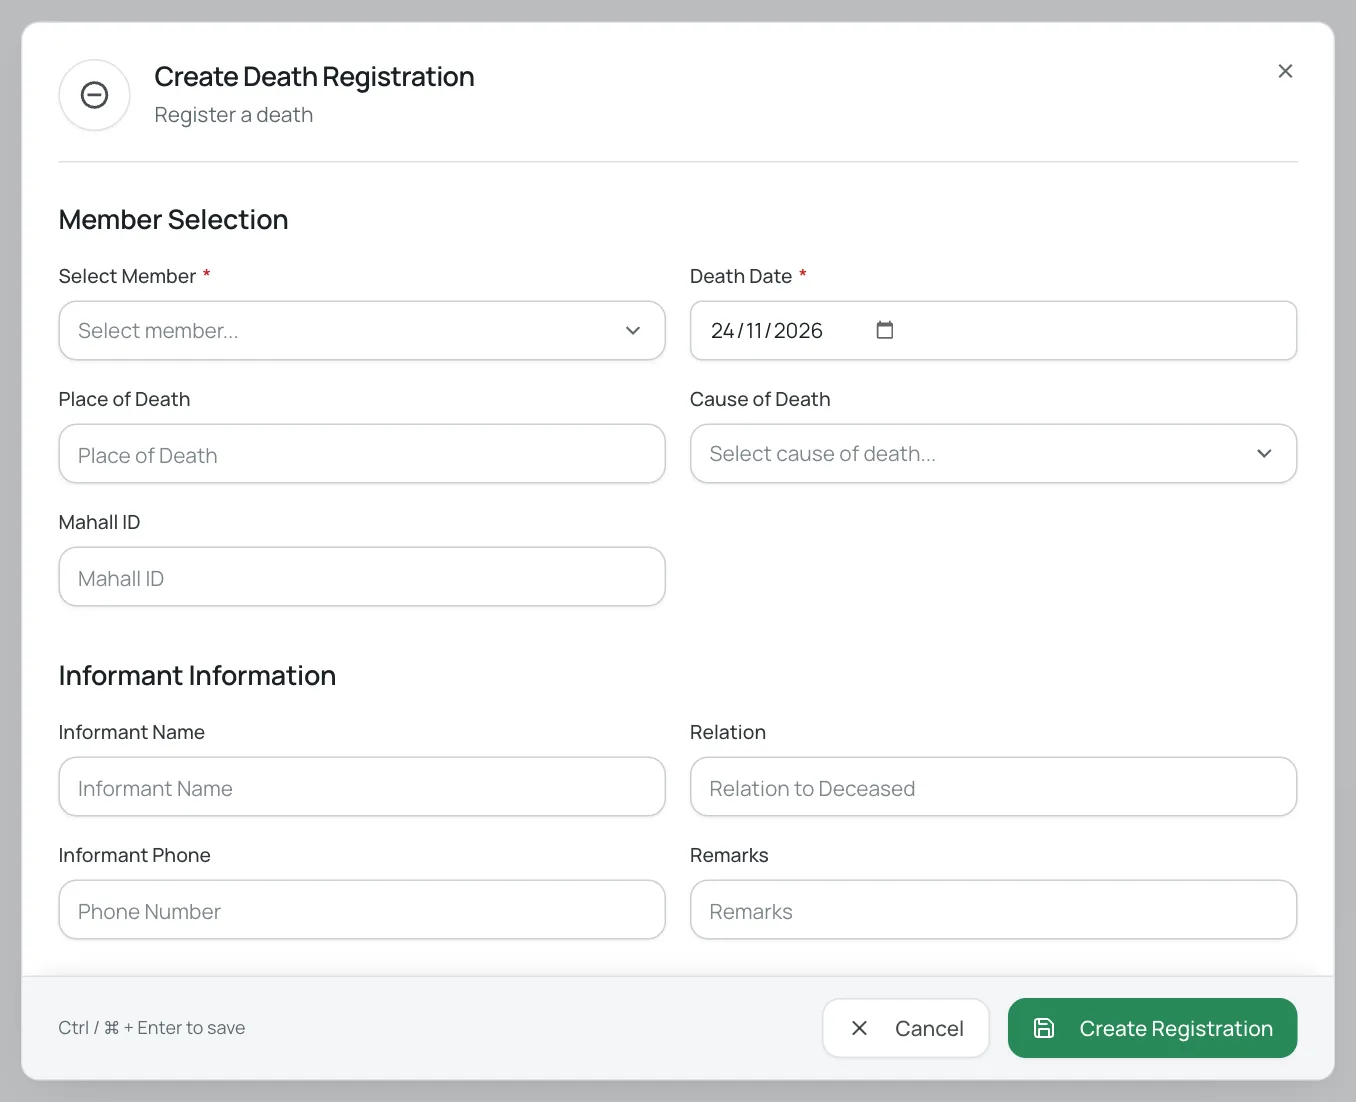 Create Death Registration
Register a death
Member Selection
Select Member *
Death Date *
Select member...
24/11/2026
Place of Death
Cause of Death
Place of Death
Select cause of death...
Mahall ID
Mahall ID
Informant Information
Informant Name
Relation
Informant Name
Relation to Deceased
Informant Phone
Remarks
Phone Number
Remarks
Ctrl / ⌘ + Enter to save
Cancel
Create Registration